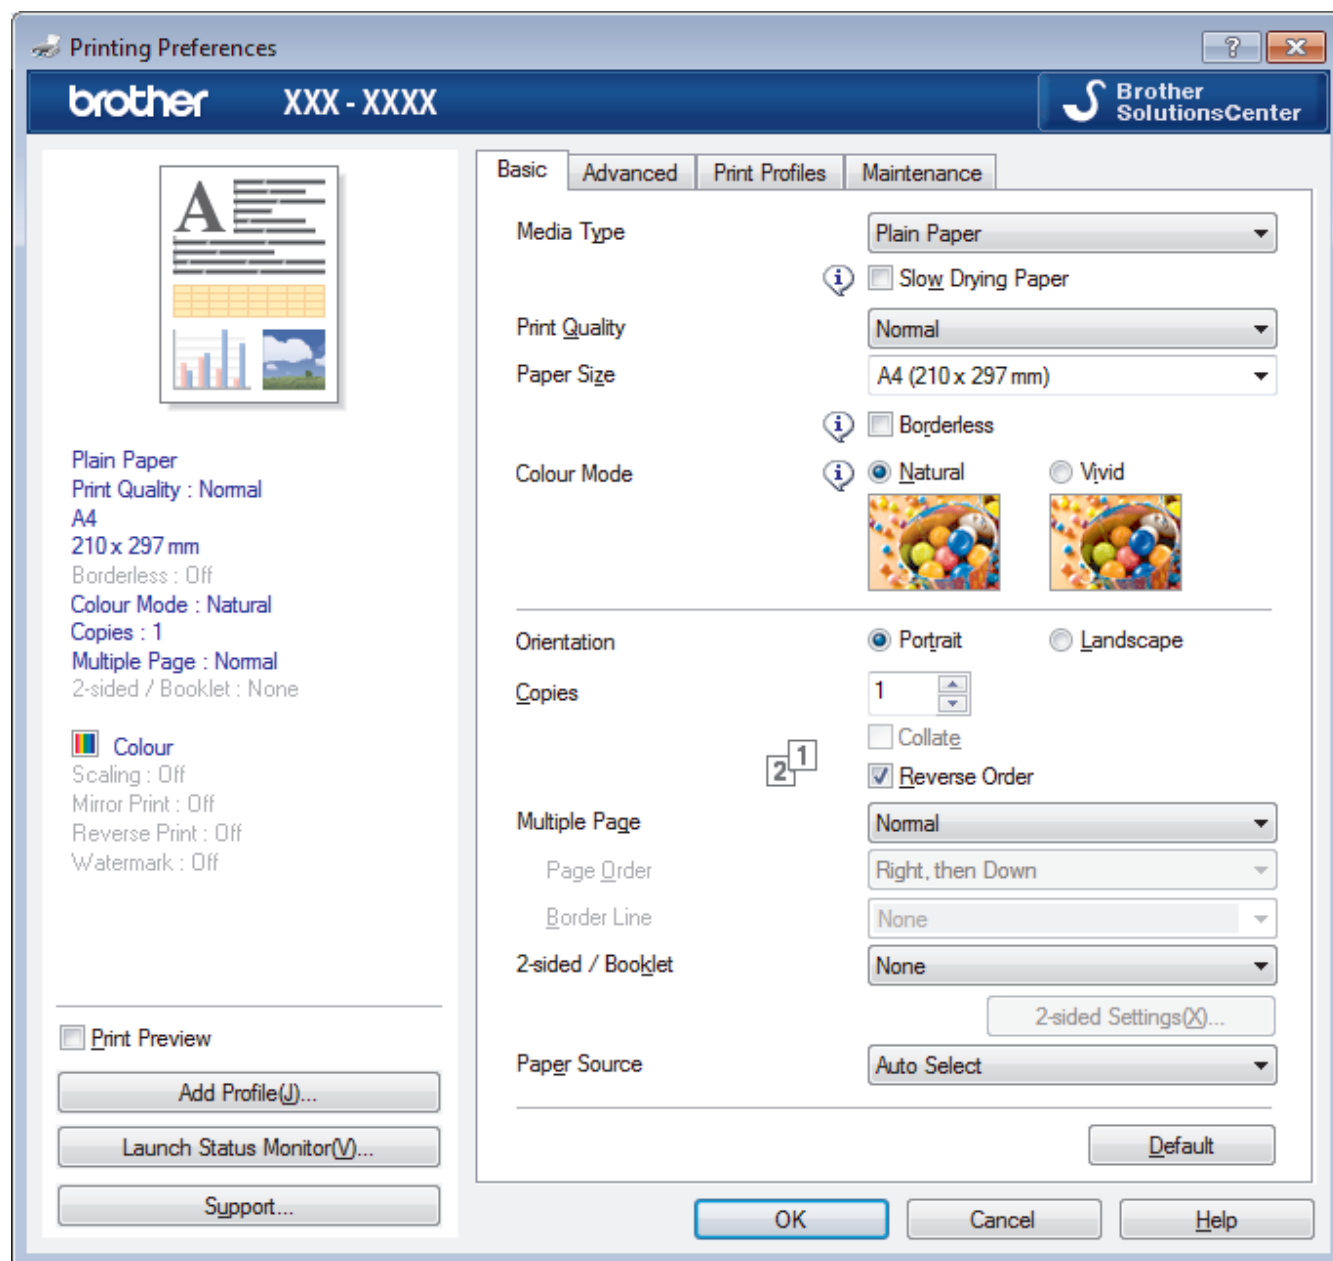 Printing Preferences
brother XXX - XXXX
Brother
SolutionsCenter
A
Plain Paper
Print Quality : Normal
A4
210 x 297 mm
Borderless : Off
Colour Mode : Natural
Copies : 1
Multiple Page : Normal
2-sided / Booklet : None
Colour
Scaling : Off
Mirror Print : Off
Reverse Print : Off
Watermark : Off
Print Preview
Add Profile(J)...
Launch Status Monitor(V)...
Support...
Basic Advanced Print Profiles Maintenance
Media Type Plain Paper
Slow Drying Paper
Print Quality Normal
Paper Size A4 (210 x 297 mm)
Borderless
Colour Mode Natural Vivid
Orientation Portrait Landscape
Copies 1
Collate
2 1 Reverse Order
Multiple Page Normal
Page Order Right, then Down
Border Line None
2-sided / Booklet None
2-sided Settings(X)...
Paper Source Auto Select
Default
OK Cancel Help